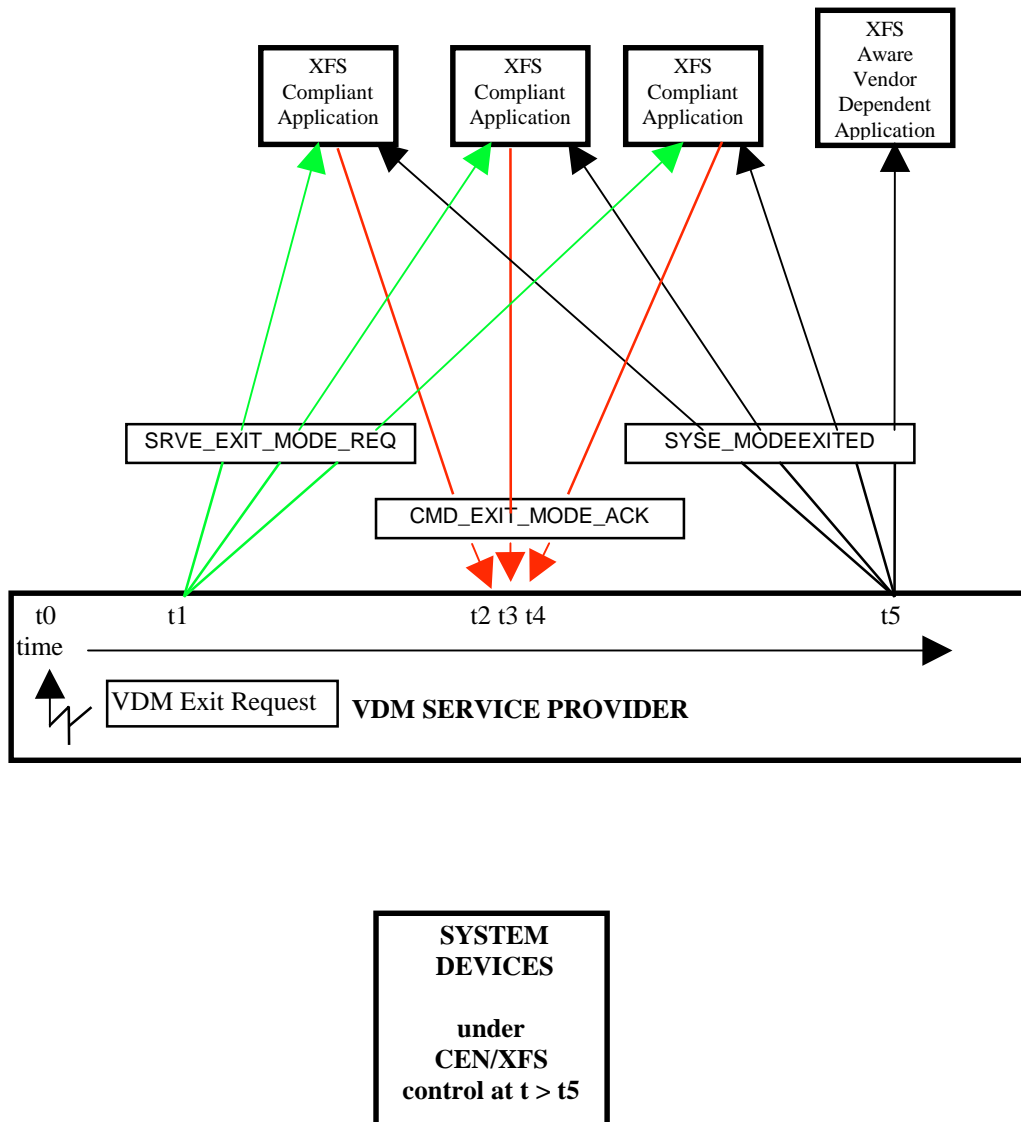 XFS
Compliant
Application
XFS
Compliant
Application
XFS
Compliant
Application
XFS
Aware
Vendor
Dependent
Application
SRVE_EXIT_MODE_REQ
SYSE_MODEEXITED
CMD_EXIT_MODE_ACK
t0 t1 t2 t3 t4 t5
time
VDM Exit Request
VDM SERVICE PROVIDER
SYSTEM
DEVICES
under
CEN/XFS
control at t > t5